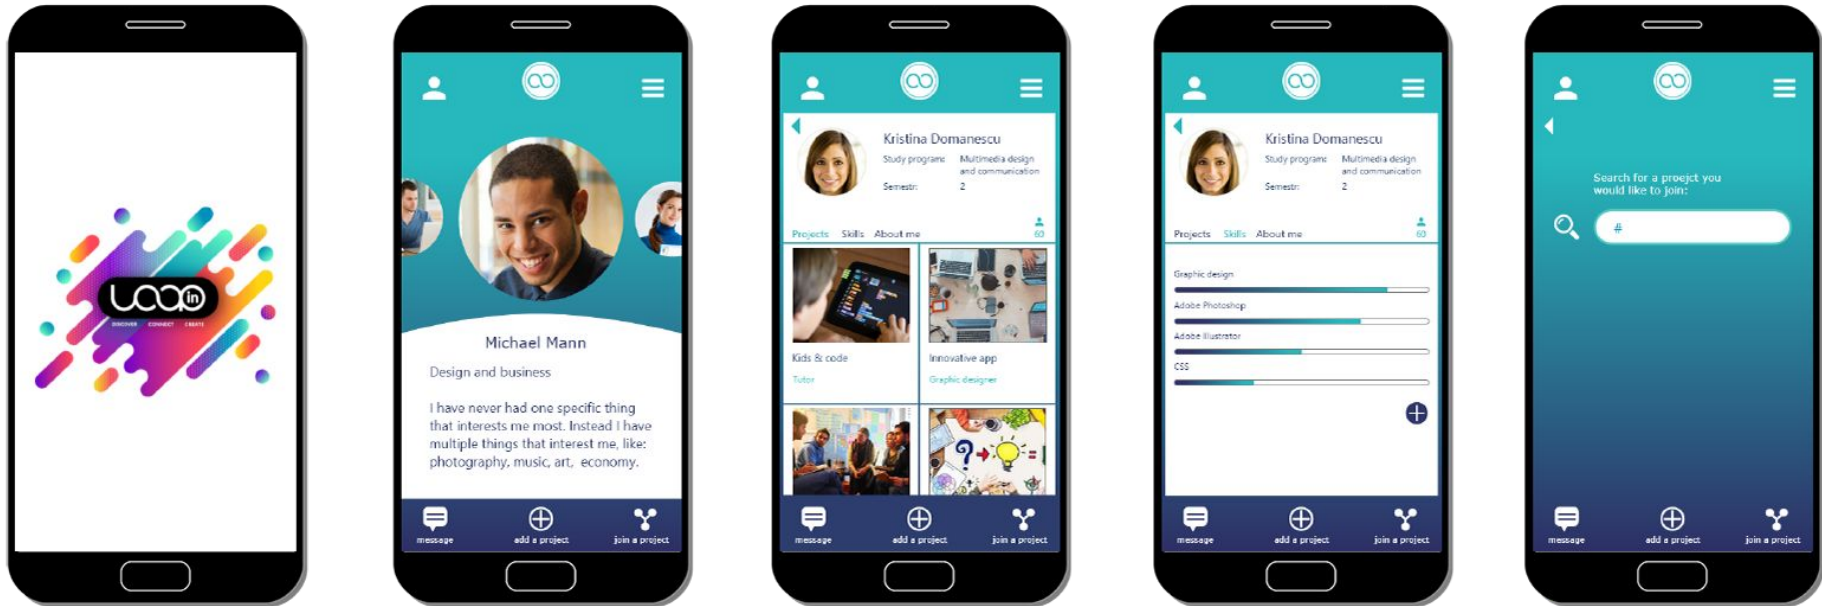 LOOP in
DISCOVER CONNECT CREATE
Michael Mann
Design and business
I have never had one specific thing
that interests me most. Instead I have
multiple things that interest me, like:
photography, music, art, economy.
message add a project join a project
Kristina Domanescu
Study program: Multimedia design
and communication
Semestr: 2
Projects Skills About me 60
Kids & code Innovative app
Tutor Graphic designer
message add a project join a project
Kristina Domanescu
Study program: Multimedia design
and communication
Semestr: 2
Projects Skills About me 60
Graphic design
Adobe Photoshop
Adobe Illustrator
CSS
message add a project join a project
Search for a proejct you
would like to join:
#
message add a project join a project